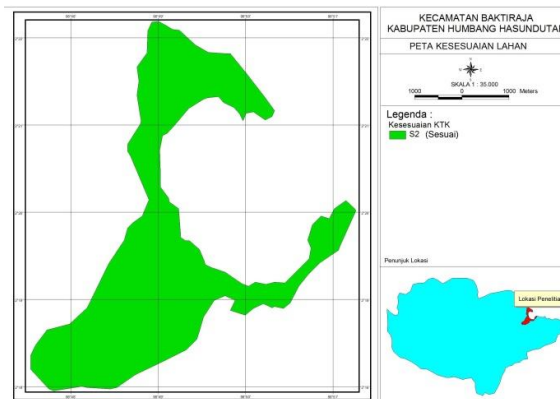 KECAMATAN BAKTIRAJA
KABUPATEN HUMBANG HASUNDUTAN
PETA KESESUAIAN LAHAN
SKALA 1 : 35.000
1000 0 1000 Meters
Legenda :
Kesesuaian KTK
S2 (Sesuai)
Penunjuk Lokasi
Lokasi Penelitia